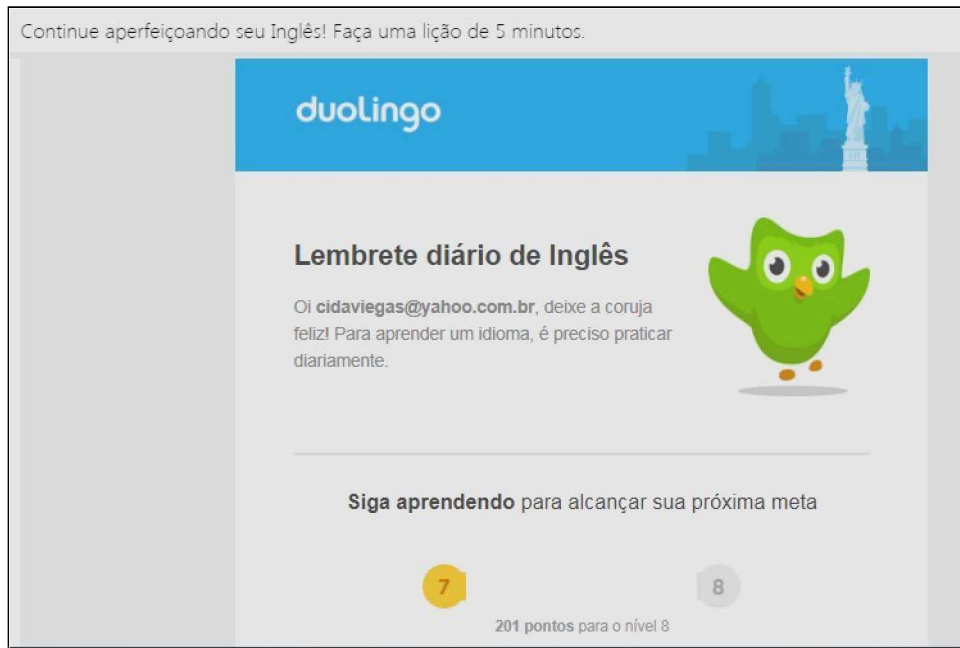 Continue aperfeiçoando seu Inglês! Faça uma lição de 5 minutos.
duolingo
Lembrete diário de Inglês
Oi cidaviegas@yahoo.com.br, deixe a coruja
feliz! Para aprender um idioma, é preciso praticar
diariamente.
Siga aprendendo para alcançar sua próxima meta
7 8
201 pontos para o nível 8